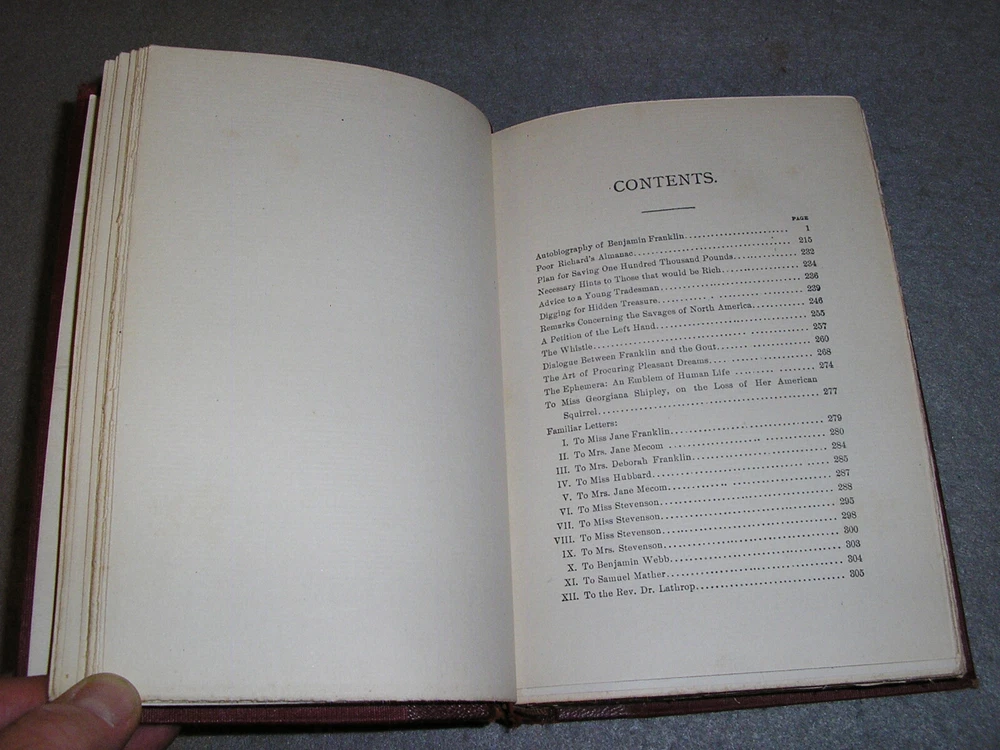 CONTENTS.
PAGE
Autobiography of Benjamin Franklin.......................... 1
Poor Richard's Almanac.......................... 215
Plan for Saving One Hundred Thousand Pounds.......................... 232
Necessary Hints to Those that would be Rich.......................... 234
Advice to a Young Tradesman.......................... 236
Digging for Hidden Treasure.......................... 239
Remarks Concerning the Savages of North America.......................... 246
A Petition of the Left Hand.......................... 255
The Whistle.......................... 257
Dialogue Between Franklin and the Gout.......................... 260
The Art of Procuring Pleasant Dreams.......................... 268
The Ephemera: An Emblem of Human Life .......................... 274
To Miss Georgiana Shipley, on the Loss of Her American
Squirrel.......................... 277
Familiar Letters:
I. To Miss Jane Franklin.......................... 279
II. To Mrs. Jane Mecom .......................... 280
III. To Mrs. Deborah Franklin.......................... 284
IV. To Miss Hubbard.......................... 285
V. To Mrs. Jane Mecom.......................... 287
VI. To Miss Stevenson.......................... 288
VII. To Miss Stevenson.......................... 295
VIII. To Miss Stevenson.......................... 298
IX. To Mrs. Stevenson.......................... 300
X. To Benjamin Webb.......................... 303
XI. To Samuel Mather.......................... 304
XII. To the Rev. Dr. Lathrop.......................... 305